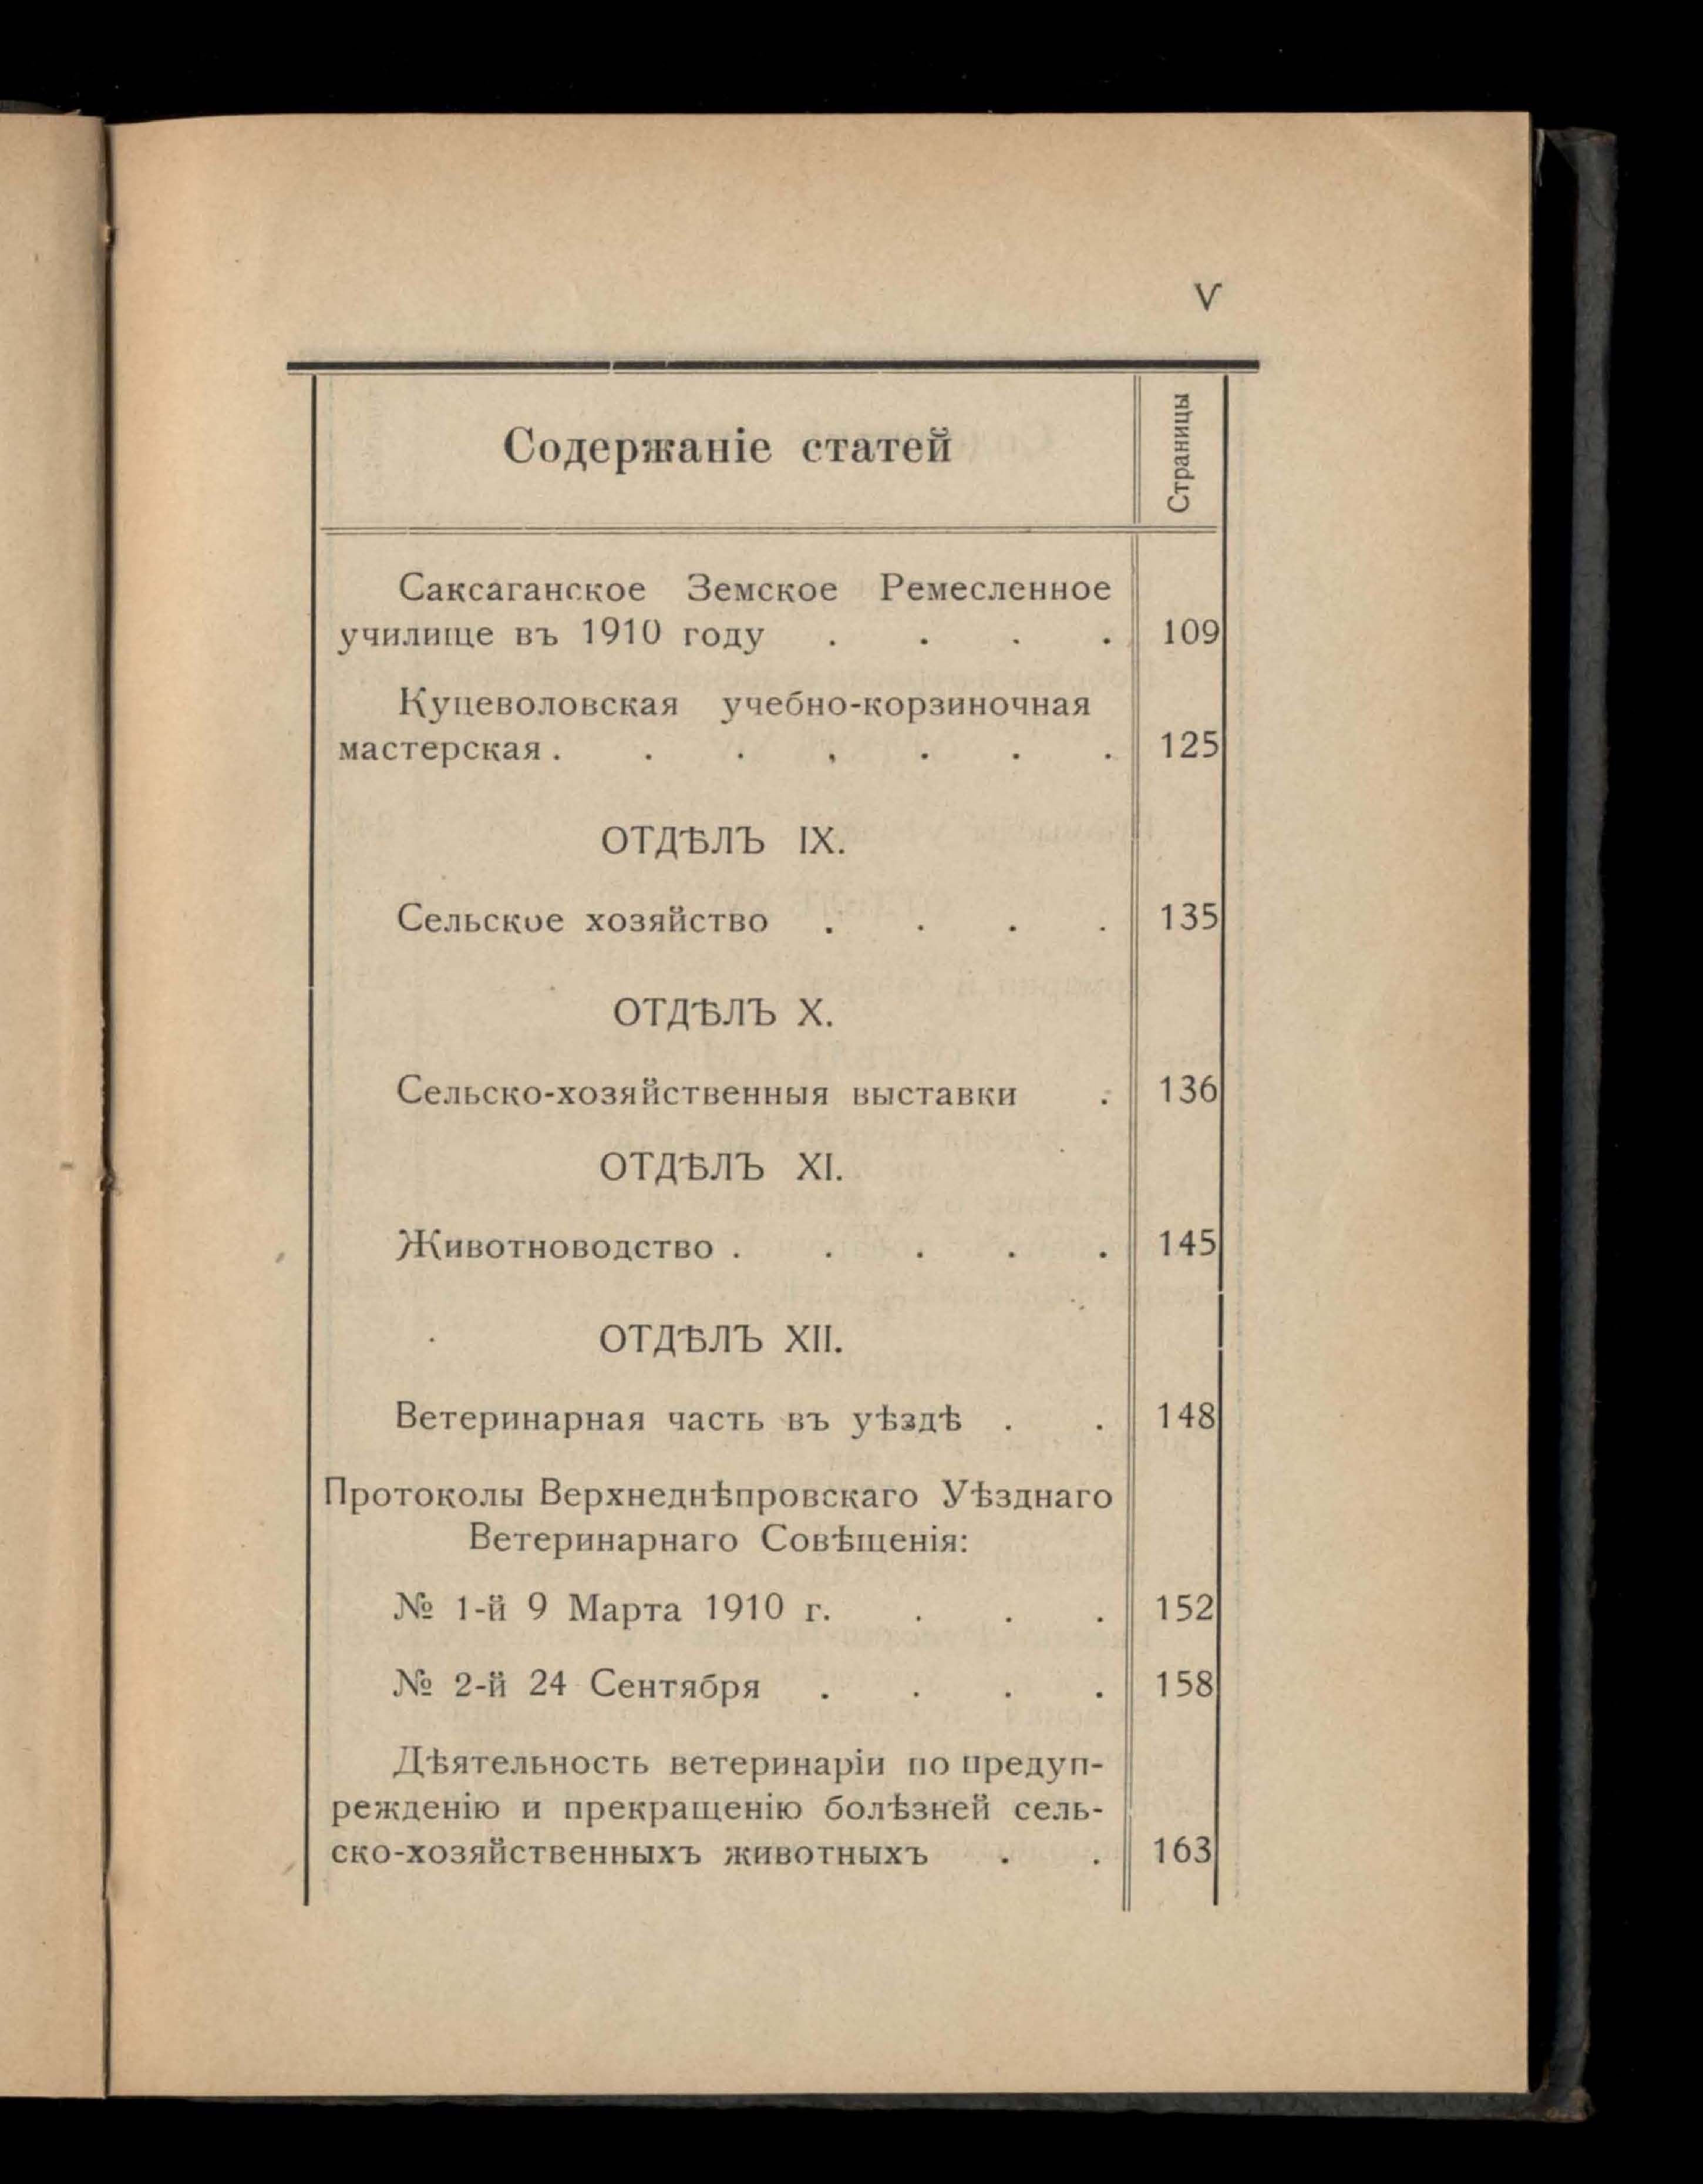 V
Содержаніе статей
Страницы
Саксаганское Земское Ремесленное
училище въ 1910 году . . . . 109
Куцеволовская учебно-корзиночная
мастерская . . . , . . . 125
ОТДѢЛЪ IX.
Сельское хозяйство . . . . 135
ОТДѢЛЪ X.
Сельско-хозяйственныя выставки . 136
ОТДѢЛЪ XI.
Животноводство . . . . . 145
ОТДѢЛЪ XII.
Ветеринарная часть въ уѣздѣ . . 148
Протоколы Верхнеднѣпровскаго Уѣзднаго
Ветеринарнаго Совѣщенія:
№ 1-й 9 Марта 1910 г. . . . 152
№ 2-й 24 Сентября . . . . 158
Дѣятельность ветеринаріи по предуп-
режденію и прекращенію болѣзней сель-
ско-хозяйственныхъ животныхъ . . 163